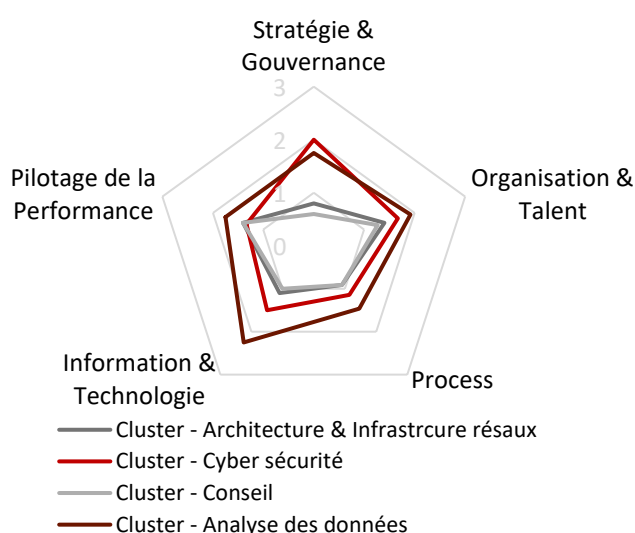 Stratégie &
Gouvernance
3
2
1
0
Pilotage de la
Performance
Organisation &
Talent
Information &
Technologie
Process
Cluster - Architecture & Infrastrcure résaux
Cluster - Cyber sécurité
Cluster - Conseil
Cluster - Analyse des données